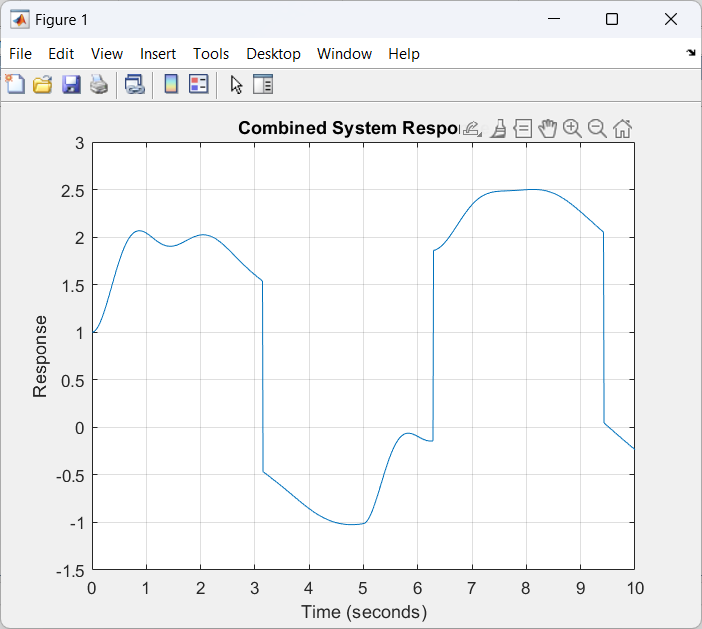 Figure 1
File Edit View Insert Tools Desktop Window Help
Combined System Respo
3
2.5
2
1.5
1
0.5
0
-0.5
-1
-1.5
Response
0 1 2 3 4 5 6 7 8 9 10
Time (seconds)